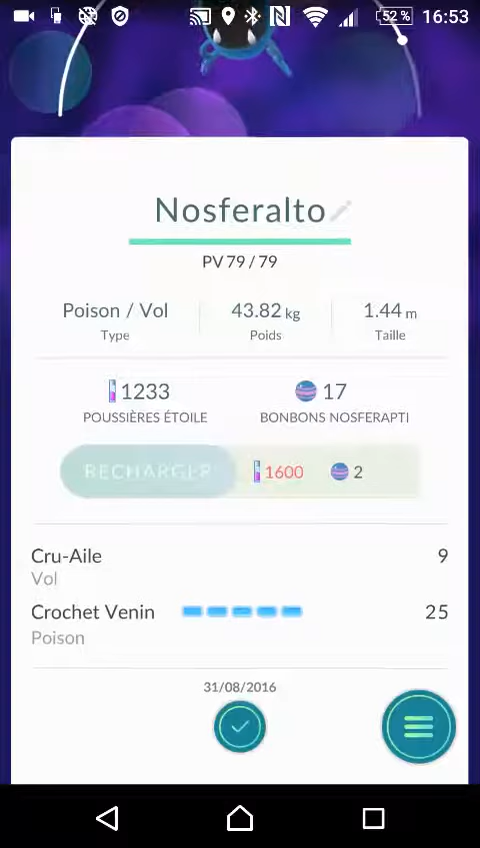 52 % 16:53
Nosferalto
PV 79 / 79
Poison / Vol
Type
43.82 kg
Poids
1.44 m
Taille
1233
POUSSIÈRES ÉTOILE
17
BONBONS NOSFERAPTI
RECHARGER 1600 2
Cru-Aile 9
Vol
Crochet Venin 25
Poison
31/08/2016